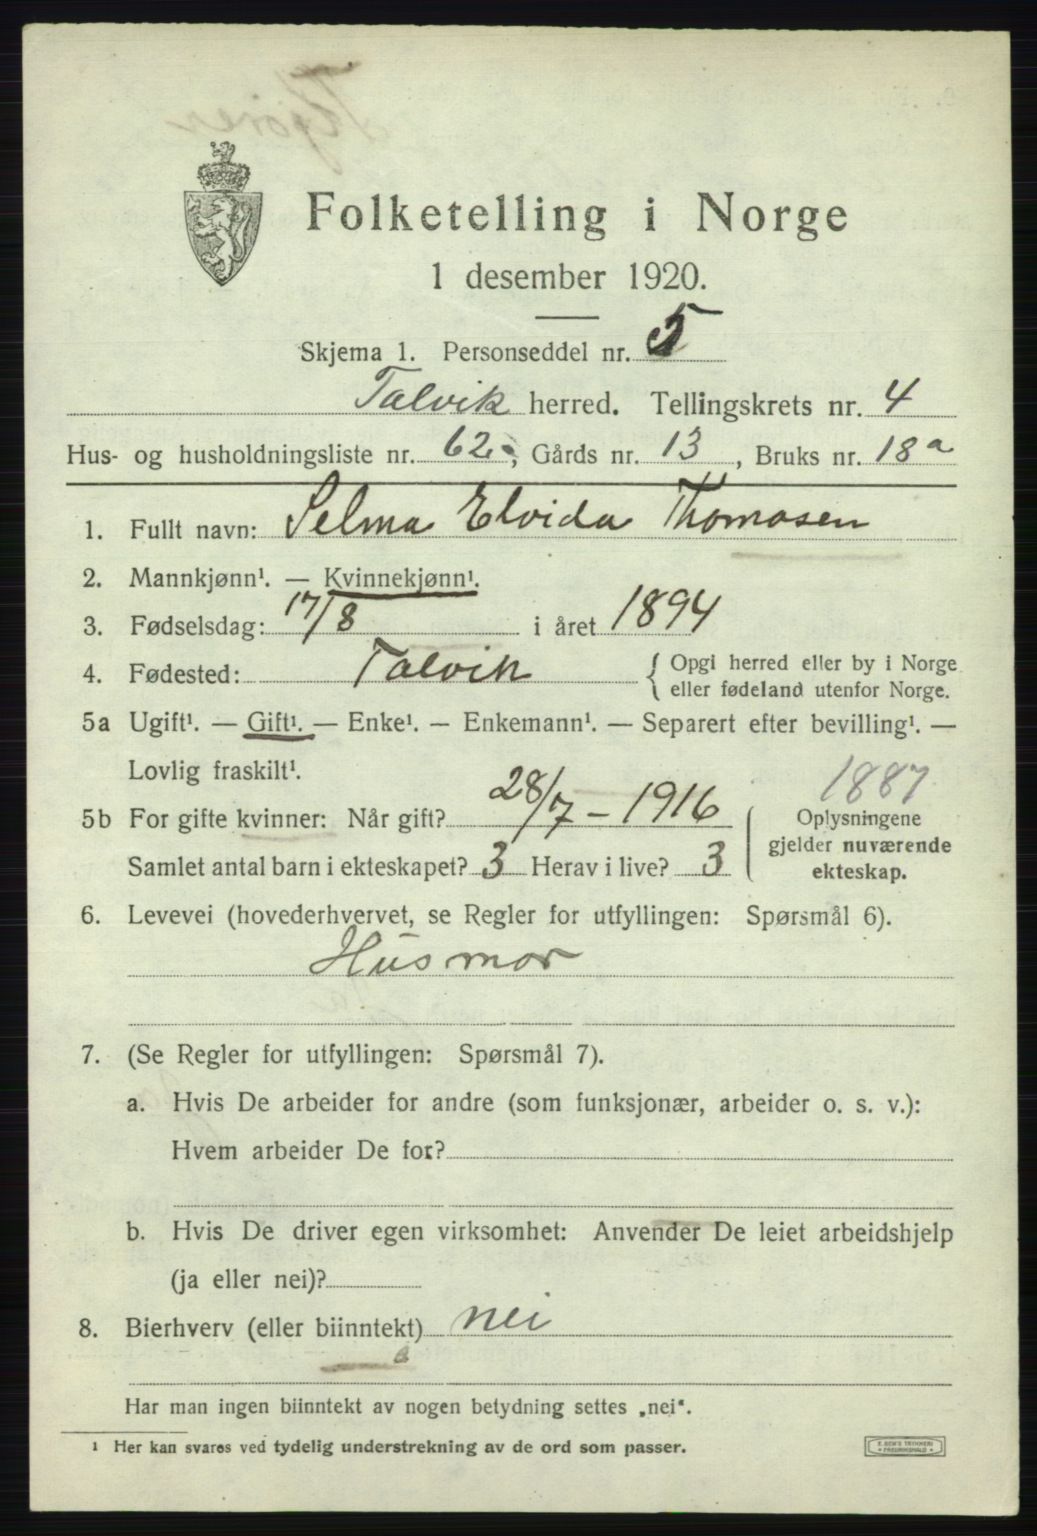 Folketelling i Norge
1 desember 1920.
Skjema 1. Personseddel nr. 5
Talvik herred. Tellingskrets nr. 4
Hus- og husholdningsliste nr. 62, Gårds nr. 13, Bruks nr. 18a
1. Fullt navn: Selma Elvida Thomasen
2. Mannkjønn¹. — Kvinnekjønn¹.
3. Fødselsdag: 17/8 i året 1894
4. Fødested: Talvik { Opgi herred eller by i Norge
eller fødeland utenfor Norge.
5a Ugift¹. — Gift¹. — Enke¹. — Enkemann¹. — Separert efter bevilling¹. —
Lovlig fraskilt¹.
1887
5b For gifte kvinner: Når gift? 28/7 – 1916 Oplysningene
gjelder nuværende
Samlet antal barn i ekteskapet? 3 Herav i live? 3 ekteskap.
6. Levevei (hovederhvervet, se Regler for utfyllingen: Spørsmål 6).
Husmor
7. (Se Regler for utfyllingen: Spørsmål 7).
a. Hvis De arbeider for andre (som funksjonær, arbeider o. s. v.):
Hvem arbeider De for?
b. Hvis De driver egen virksomhet: Anvender De leiet arbeidshjelp
(ja eller nei)?
8. Bierhverv (eller biinntekt) nei
Har man ingen biinntekt av nogen betydning settes „nei“.
¹ Her kan svares ved tydelig understrekning av de ord som passer.